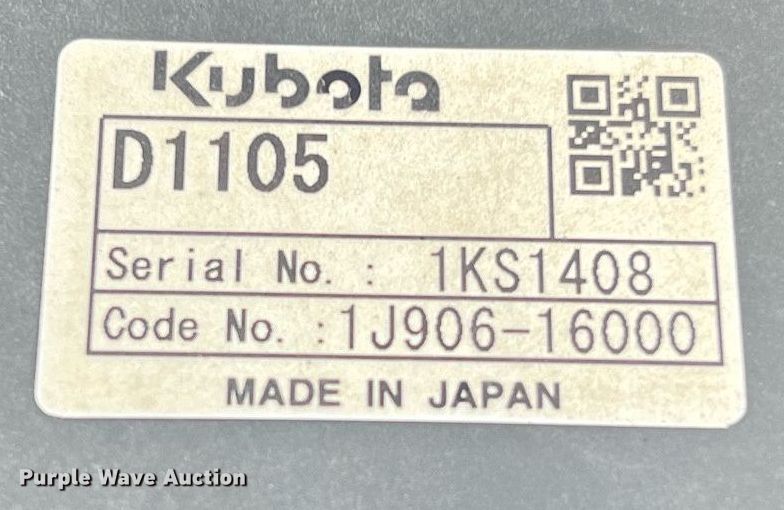 Kubota
D1105
Serial No. : 1KS1408
Code No. :1J906-16000
MADE IN JAPAN
Purple Wave Auction